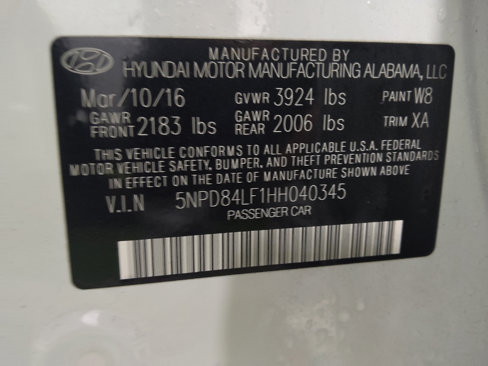 MANUFACTURED BY
HYUNDAI MOTOR MANUFACTURING ALABAMA, LLC
Mar/10/16 GVWR 3924 lbs PAINT W8
GAWR FRONT 2183 lbs GAWR REAR 2006 lbs TRIM XA
THIS VEHICLE CONFORMS TO ALL APPLICABLE U.S.A. FEDERAL
MOTOR VEHICLE SAFETY, BUMPER, AND THEFT PREVENTION
STANDARDS IN EFFECT ON THE DATE OF MANUFACTURE SHOWN ABOVE.
V.I.N 5NPD84LF1HH040345
PASSENGER CAR